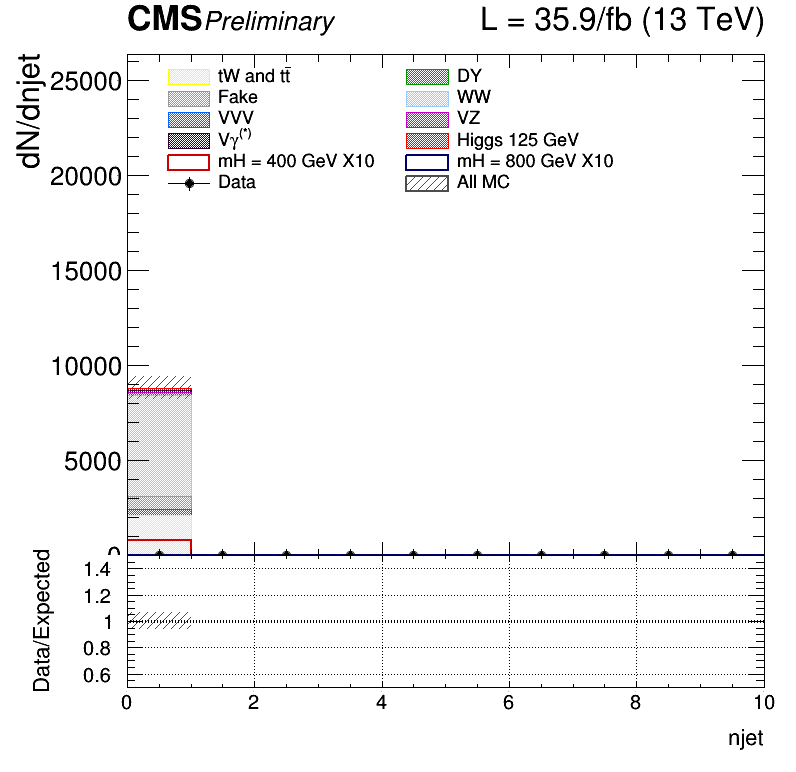 CMS Preliminary L = 35.9/fb (13 TeV)
dN/dnjet
25000
20000
15000
10000
5000
0
tW and tt̄ DY
Fake WW
VVV VZ
Vγ(*) Higgs 125 GeV
mH = 400 GeV X10 mH = 800 GeV X10
Data All MC
Data/Expected
1.4
1.2
1
0.8
0.6
0 2 4 6 8 10
njet